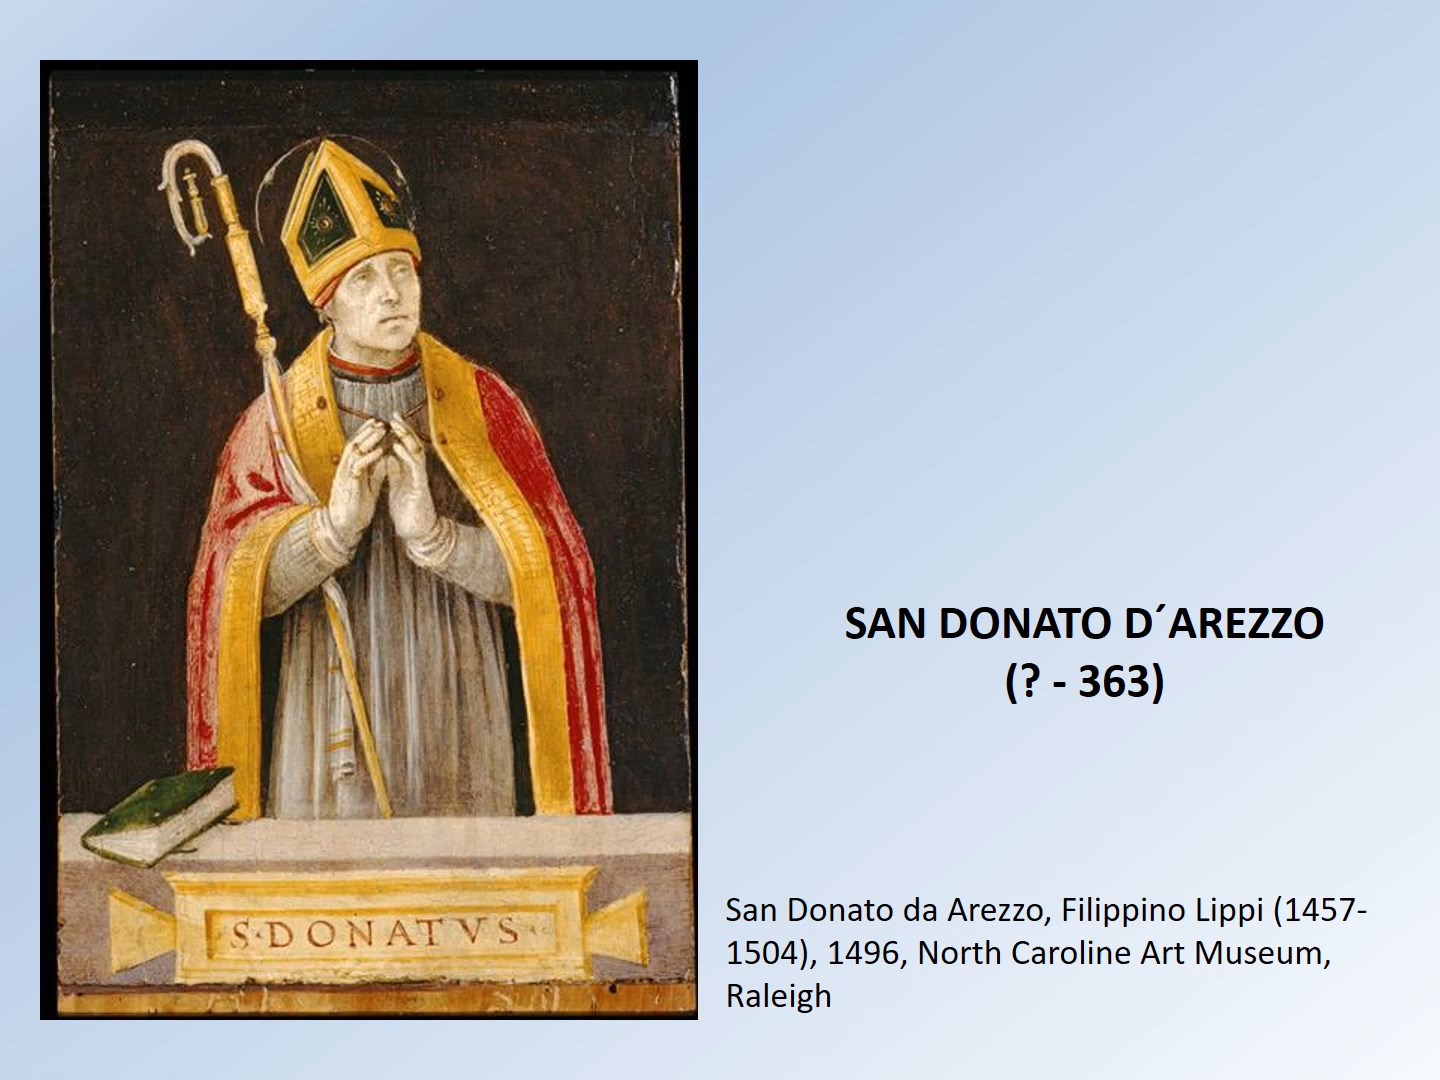 S·DONATVS
SAN DONATO D´AREZZO
(? - 363)
San Donato da Arezzo, Filippino Lippi (1457-
1504), 1496, North Caroline Art Museum,
Raleigh